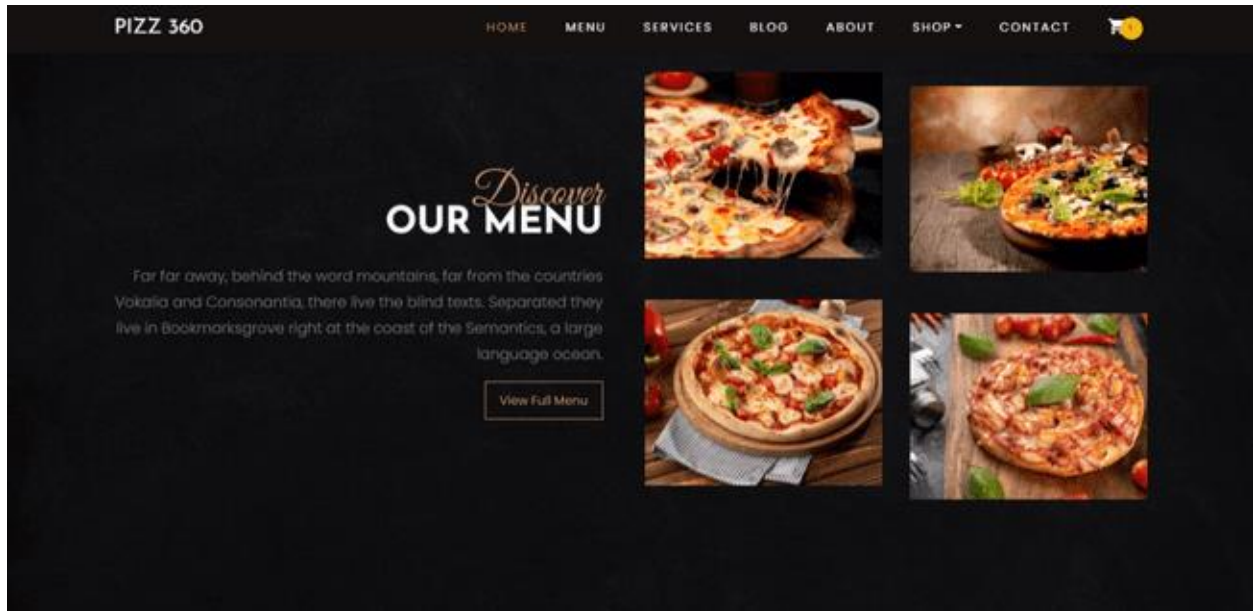 PIZZ 360
HOME MENU SERVICES BLOG ABOUT SHOP CONTACT
Discover
OUR MENU
Far far away, behind the word mountains, far from the countries
Vokalia and Consonantia, there live the blind texts. Separated they
live in Bookmarksgrove right at the coast of the Semantics, a large
language ocean.
View Full Menu